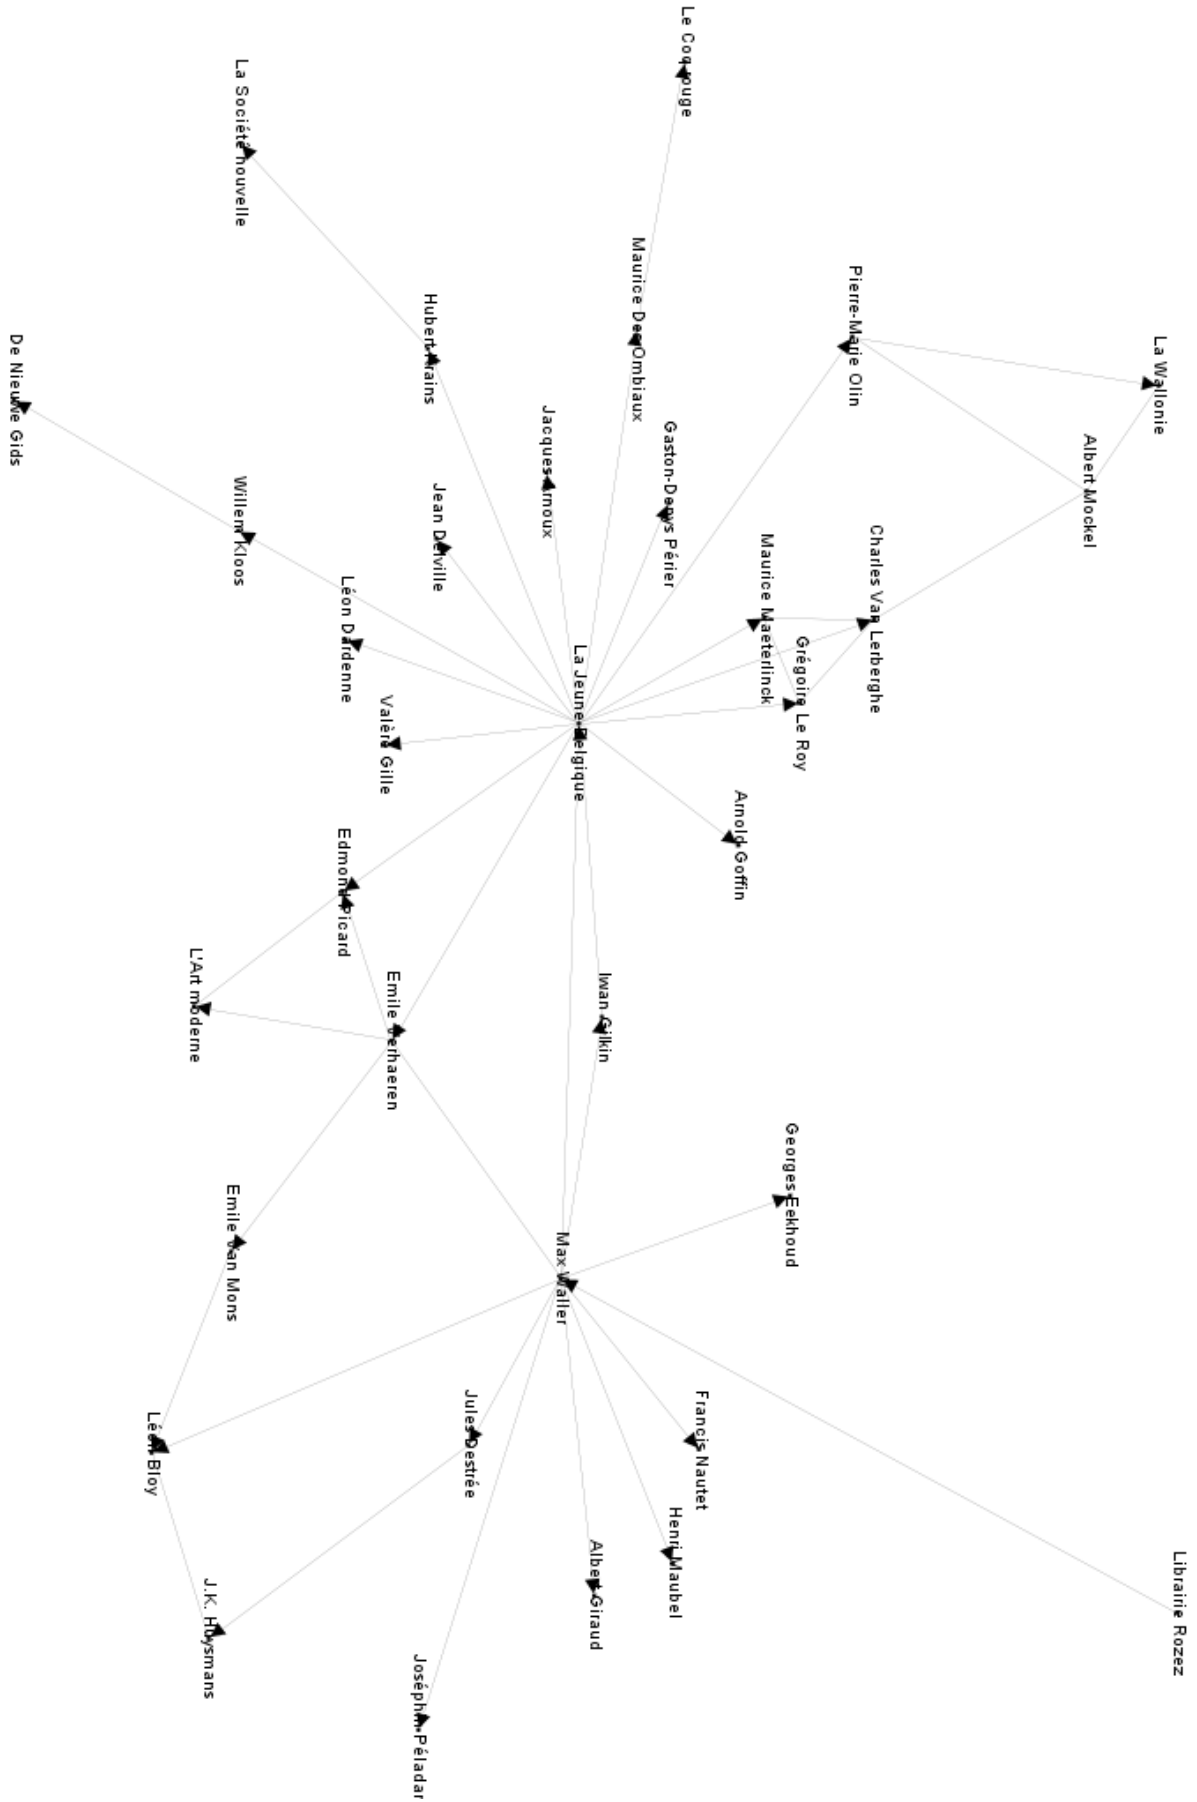 Le Coq rouge
La Société nouvelle
Maurice Des Ombiaux
Pierre-Marie Olin
Hubert Krains
De Nieuwe Gids
La Wallonie
Jacques Arnoux
Gaston-Denys Périer
Albert Mockel
Willem Kloos
Jean Delville
Charles Van Lerberghe
Maurice Maeterlinck
Léon Dardenne
Grégoire Le Roy
La Jeune Belgique
Valère Gille
Arnold Goffin
Edmond Picard
L'Art moderne
Emile Verhaeren
Iwan Gilkin
Georges Eekhoud
Emile Van Mons
Max Waller
Jules Destrée
Francis Nautet
Léon Bloy
Henri Maubel
Albert Giraud
Librairie Rozez
J.K. Huysmans
Joséphin Péladan